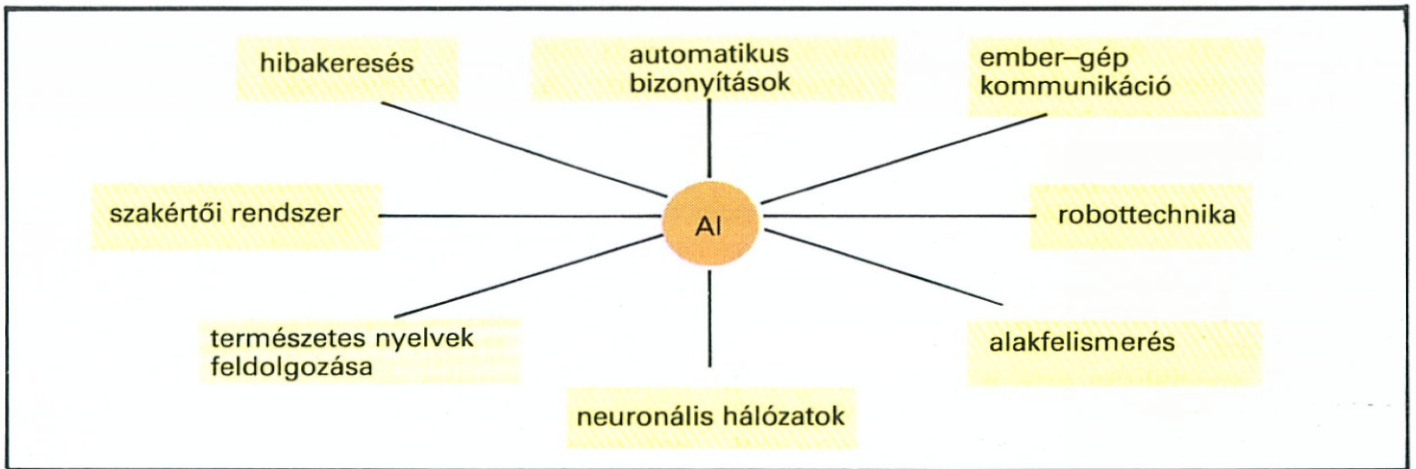 hibakeresés
automatikus
bizonyítások
ember–gép
kommunikáció
szakértői rendszer
AI
robottechnika
természetes nyelvek
feldolgozása
alakfelismerés
neuronális hálózatok